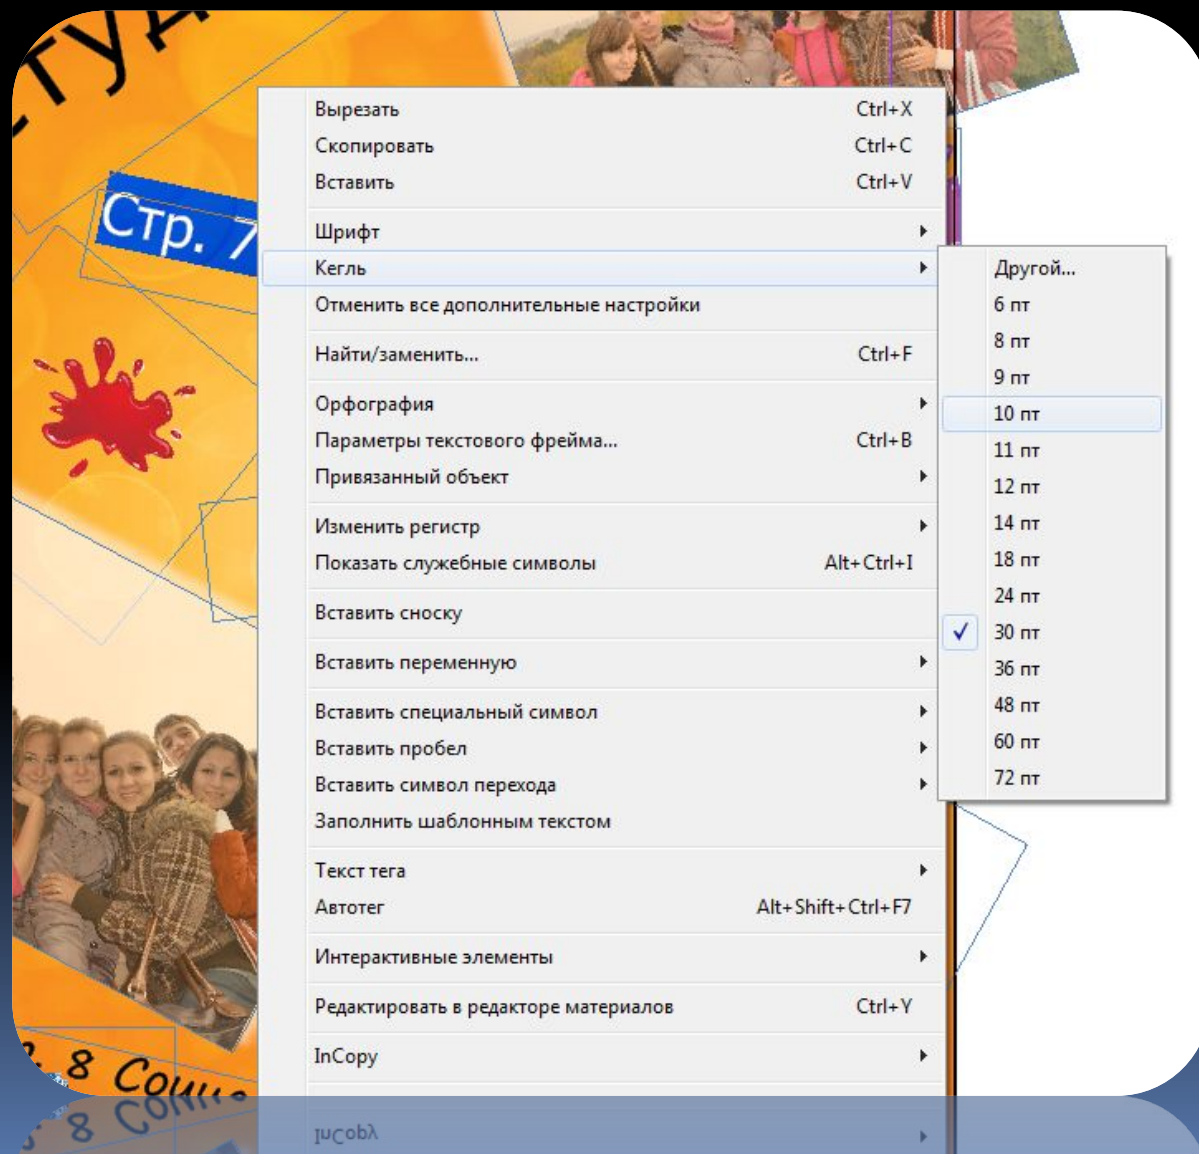 СТУД
Стр. 7
Вырезать Ctrl+X
Скопировать Ctrl+C
Вставить Ctrl+V
Шрифт
Кегль
Отменить все дополнительные настройки
Найти/заменить... Ctrl+F
Орфография
Параметры текстового фрейма... Ctrl+B
Привязанный объект
Изменить регистр
Показать служебные символы Alt+Ctrl+I
Вставить сноску
Вставить переменную
Вставить специальный символ
Вставить пробел
Вставить символ перехода
Заполнить шаблонным текстом
Текст тега
Автотег Alt+Shift+Ctrl+F7
Интерактивные элементы
Редактировать в редакторе материалов Ctrl+Y
InCopy
Другой...
6 пт
8 пт
9 пт
10 пт
11 пт
12 пт
14 пт
18 пт
24 пт
30 пт
36 пт
48 пт
60 пт
72 пт
8